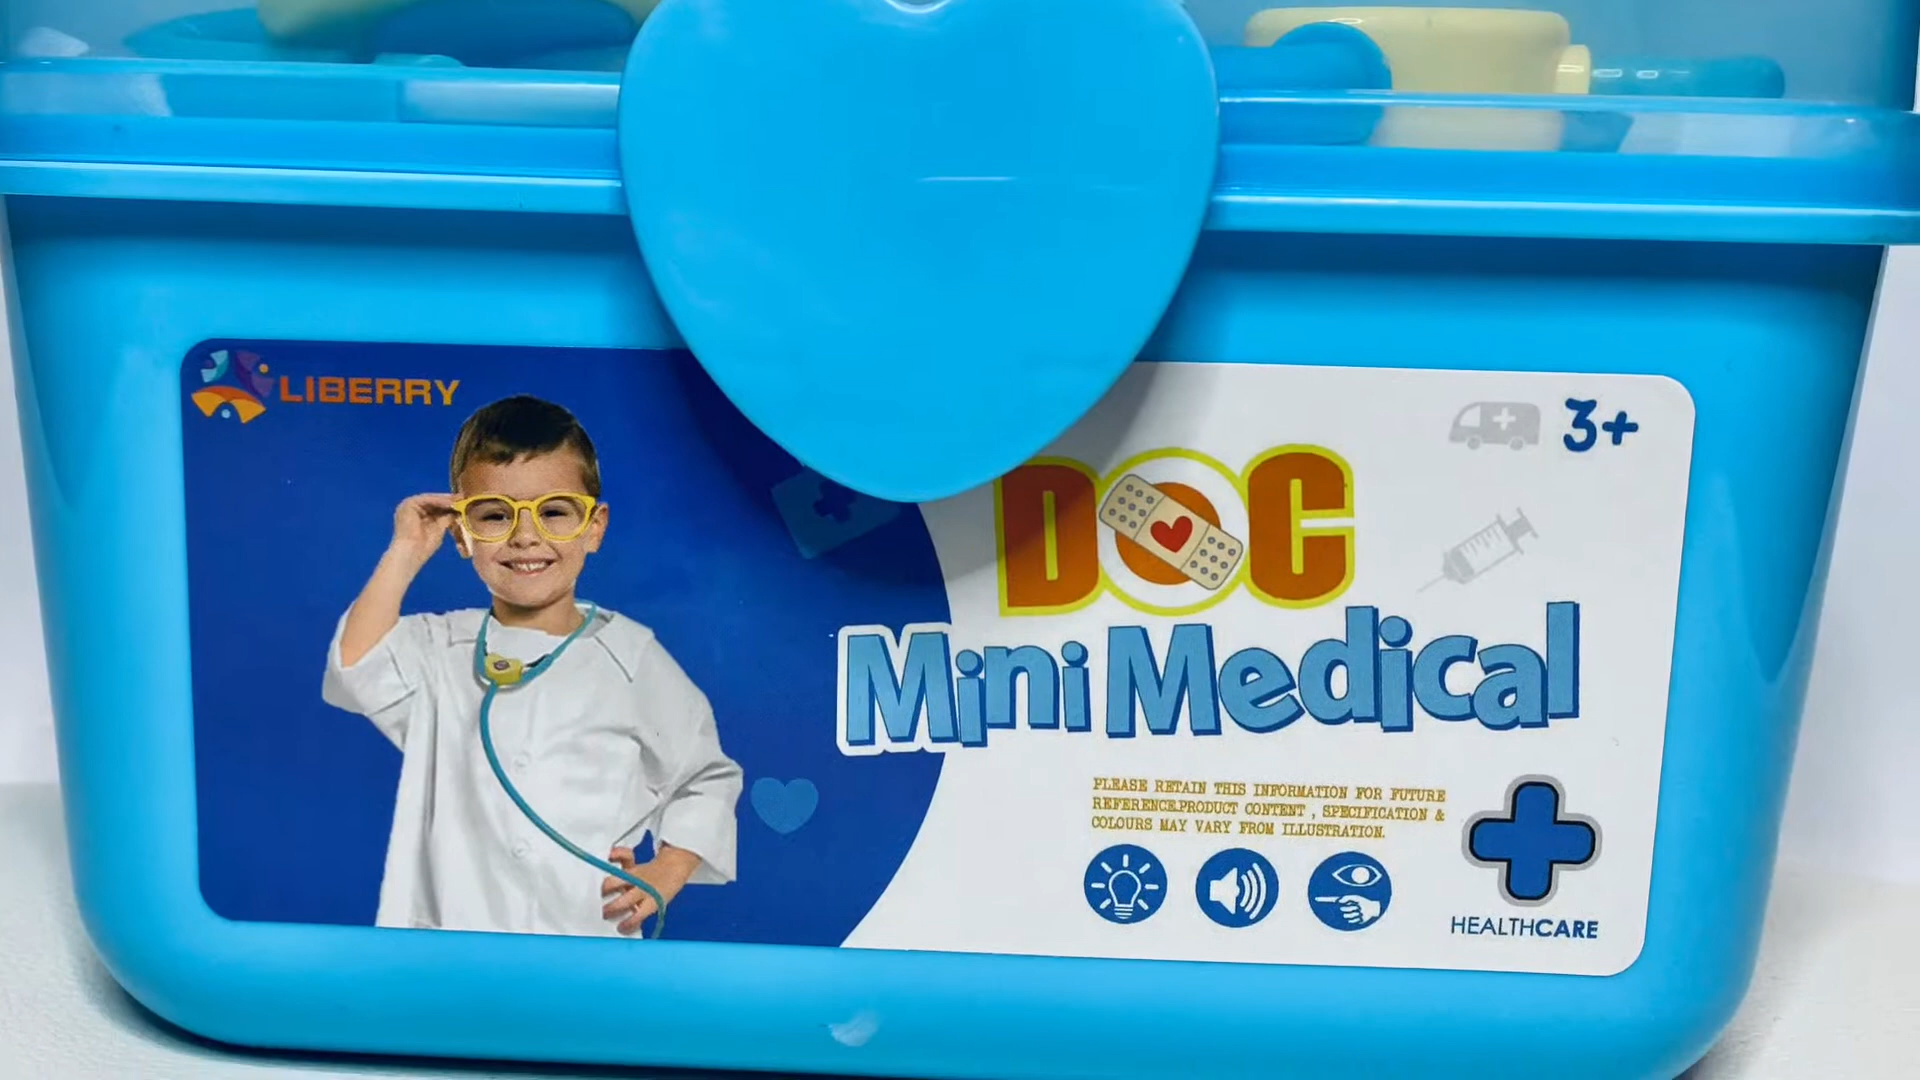 LIBERRY
3+
DOC
Mini Medical
PLEASE RETAIN THIS INFORMATION FOR FUTURE
REFERENCE.PRODUCT CONTENT , SPECIFICATION &
COLOURS MAY VARY FROM ILLUSTRATION.
HEALTHCARE